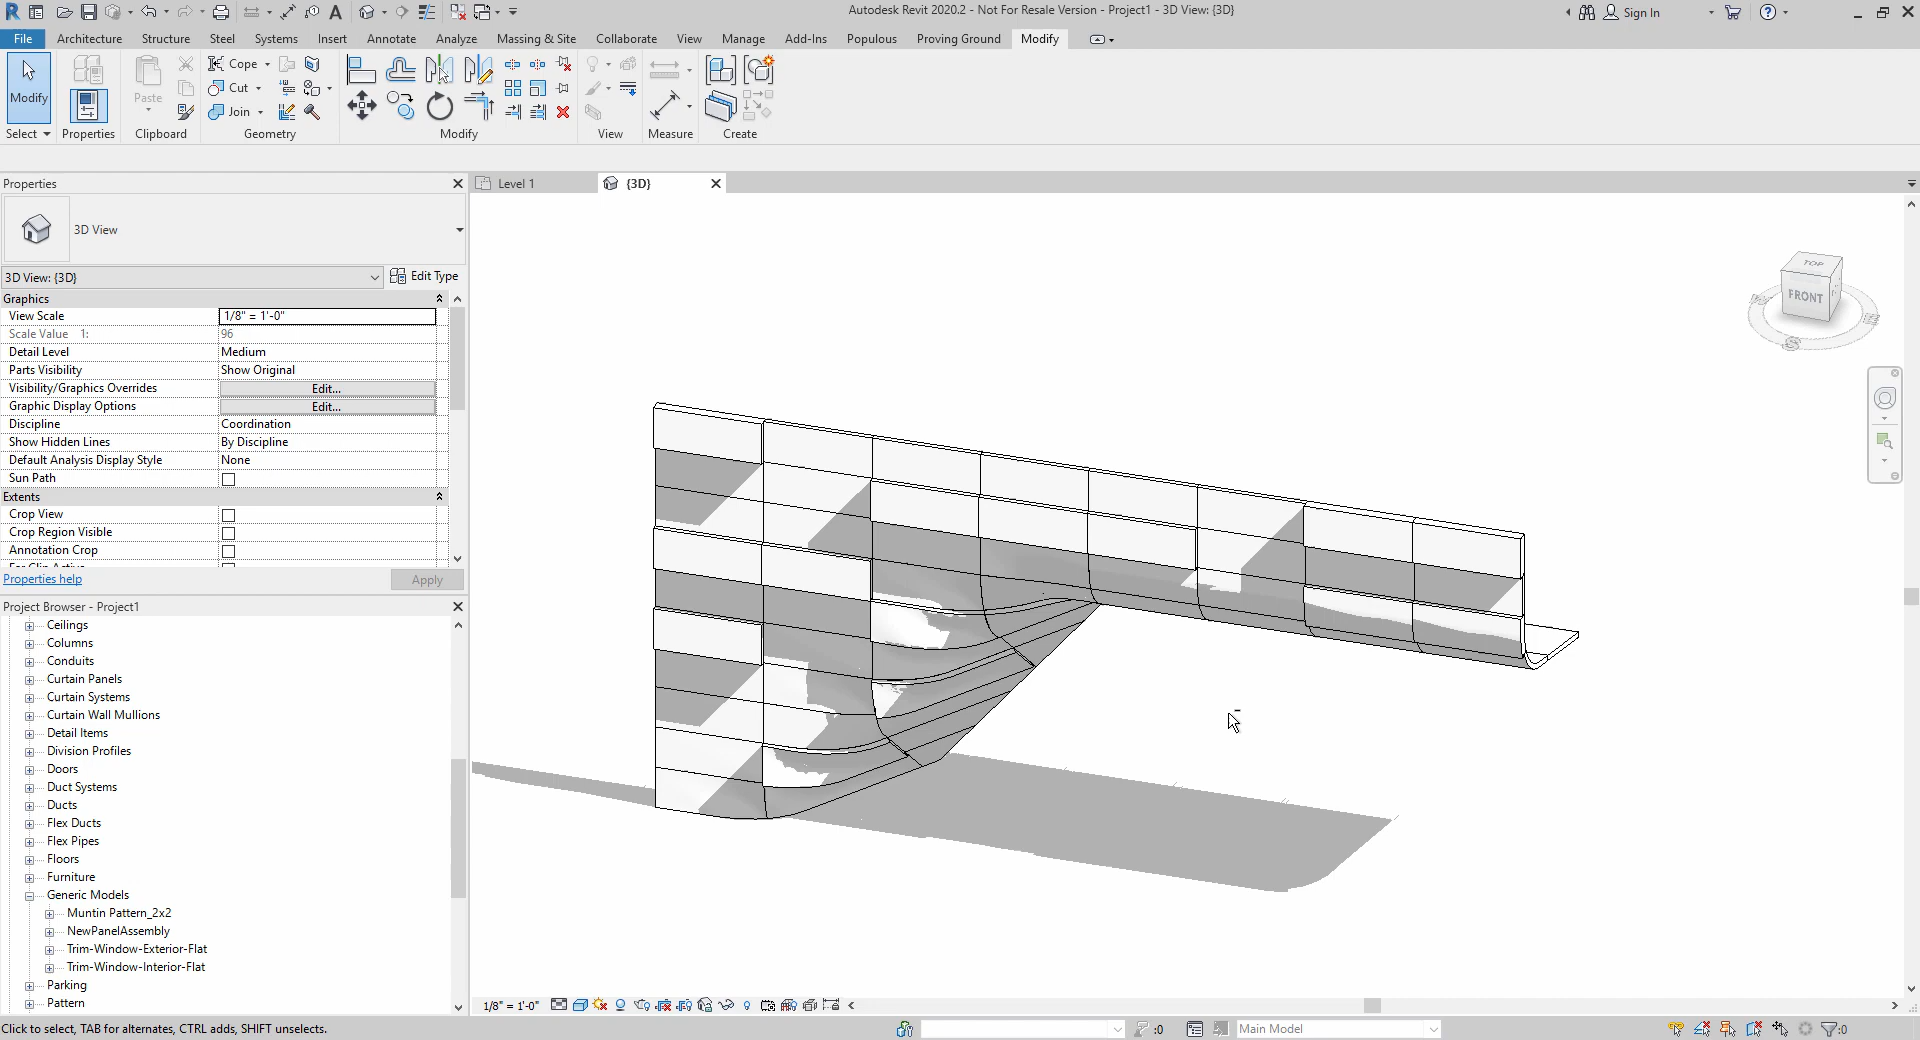 Autodesk Revit 2020.2 - Not For Resale Version - Project1 - 3D View: {3D}
Sign In
File Architecture Structure Steel Systems Insert Annotate Analyze Massing & Site Collaborate View Manage Add-Ins Populous Proving Ground Modify
Modify
Paste
Cope
Cut
Join
Select Properties Clipboard Geometry Modify View Measure Create
Properties
Level 1
{3D}
3D View
3D View: {3D}
Edit Type
Graphics
View Scale 1/8" = 1'-0"
Scale Value 1: 96
Detail Level Medium
Parts Visibility Show Original
Visibility/Graphics Overrides Edit...
Graphic Display Options Edit...
Discipline Coordination
Show Hidden Lines By Discipline
Default Analysis Display Style None
Sun Path
Extents
Crop View
Crop Region Visible
Annotation Crop
Properties help
Apply
TOP
FRONT
S
Project Browser - Project1
Ceilings
Columns
Conduits
Curtain Panels
Curtain Systems
Curtain Wall Mullions
Detail Items
Division Profiles
Doors
Duct Systems
Ducts
Flex Ducts
Flex Pipes
Floors
Furniture
Generic Models
Muntin Pattern_2x2
NewPanelAssembly
Trim-Window-Exterior-Flat
Trim-Window-Interior-Flat
Parking
Pattern
1/8" = 1'-0"
Click to select, TAB for alternates, CTRL adds, SHIFT unselects.
:0
Main Model
:0